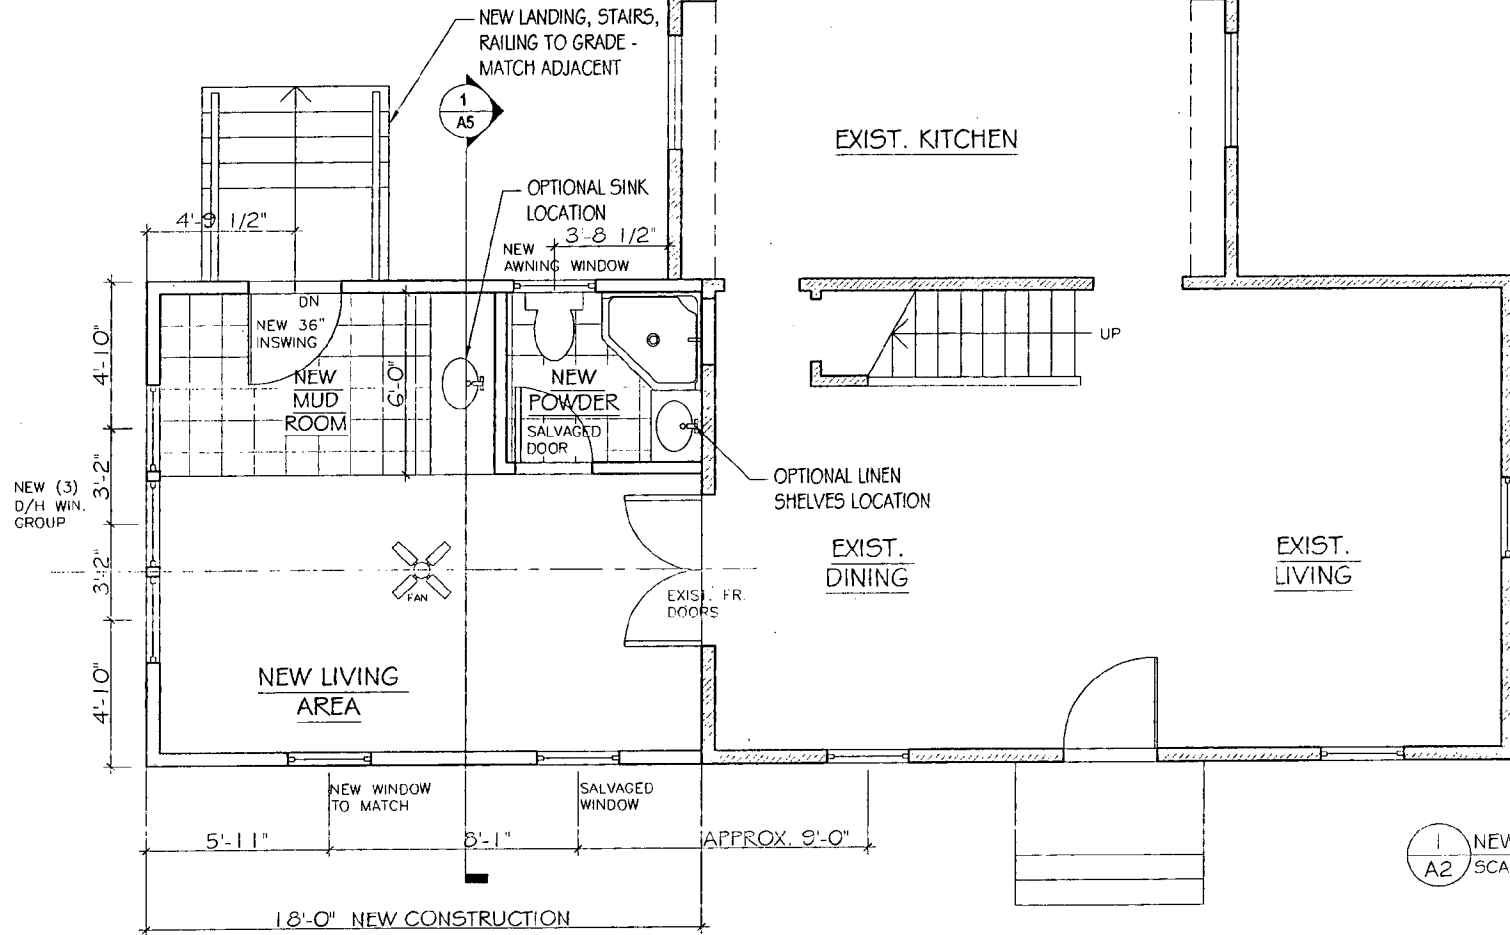 NEW LANDING, STAIRS,
RAILING TO GRADE -
MATCH ADJACENT
1
A5
EXIST. KITCHEN
OPTIONAL SINK
LOCATION
4'-9 1/2"
3'-8 1/2"
NEW
AWNING WINDOW
DN
NEW 36"
INSWING
UP
4'-10"
NEW
MUD
ROOM
6'-0"
NEW
POWDER
SALVAGED
DOOR
OPTIONAL LINEN
SHELVES LOCATION
NEW (3)
D/H WIN.
GROUP
3'-2"
3'-2"
EXIST.
DINING
EXIST.
LIVING
FAN
EXIST. FR.
DOORS
4'-10"
NEW LIVING
AREA
NEW WINDOW
TO MATCH
SALVAGED
WINDOW
5'-11"
8'-1"
APPROX. 9'-0"
1
A2
NEW
SCA
18'-0" NEW CONSTRUCTION